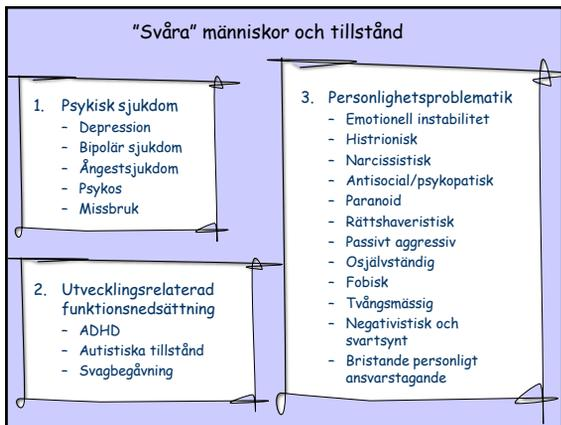 "Svåra" människor och tillstånd
1. Psykisk sjukdom
- Depression
- Bipolär sjukdom
- Ångestsjukdom
- Psykos
- Missbruk
2. Utvecklingsrelaterad
funktionsnedsättning
- ADHD
- Autistiska tillstånd
- Svagbegåvning
3. Personlighetsproblematik
- Emotionell instabilitet
- Histrionisk
- Narcissistisk
- Antisocial/psykopatisk
- Paranoid
- Rättshaveristisk
- Passivt aggressiv
- Osjälvständig
- Fobisk
- Tvångsmässig
- Negativistisk och
svartsynt
- Bristande personligt
ansvarstagande